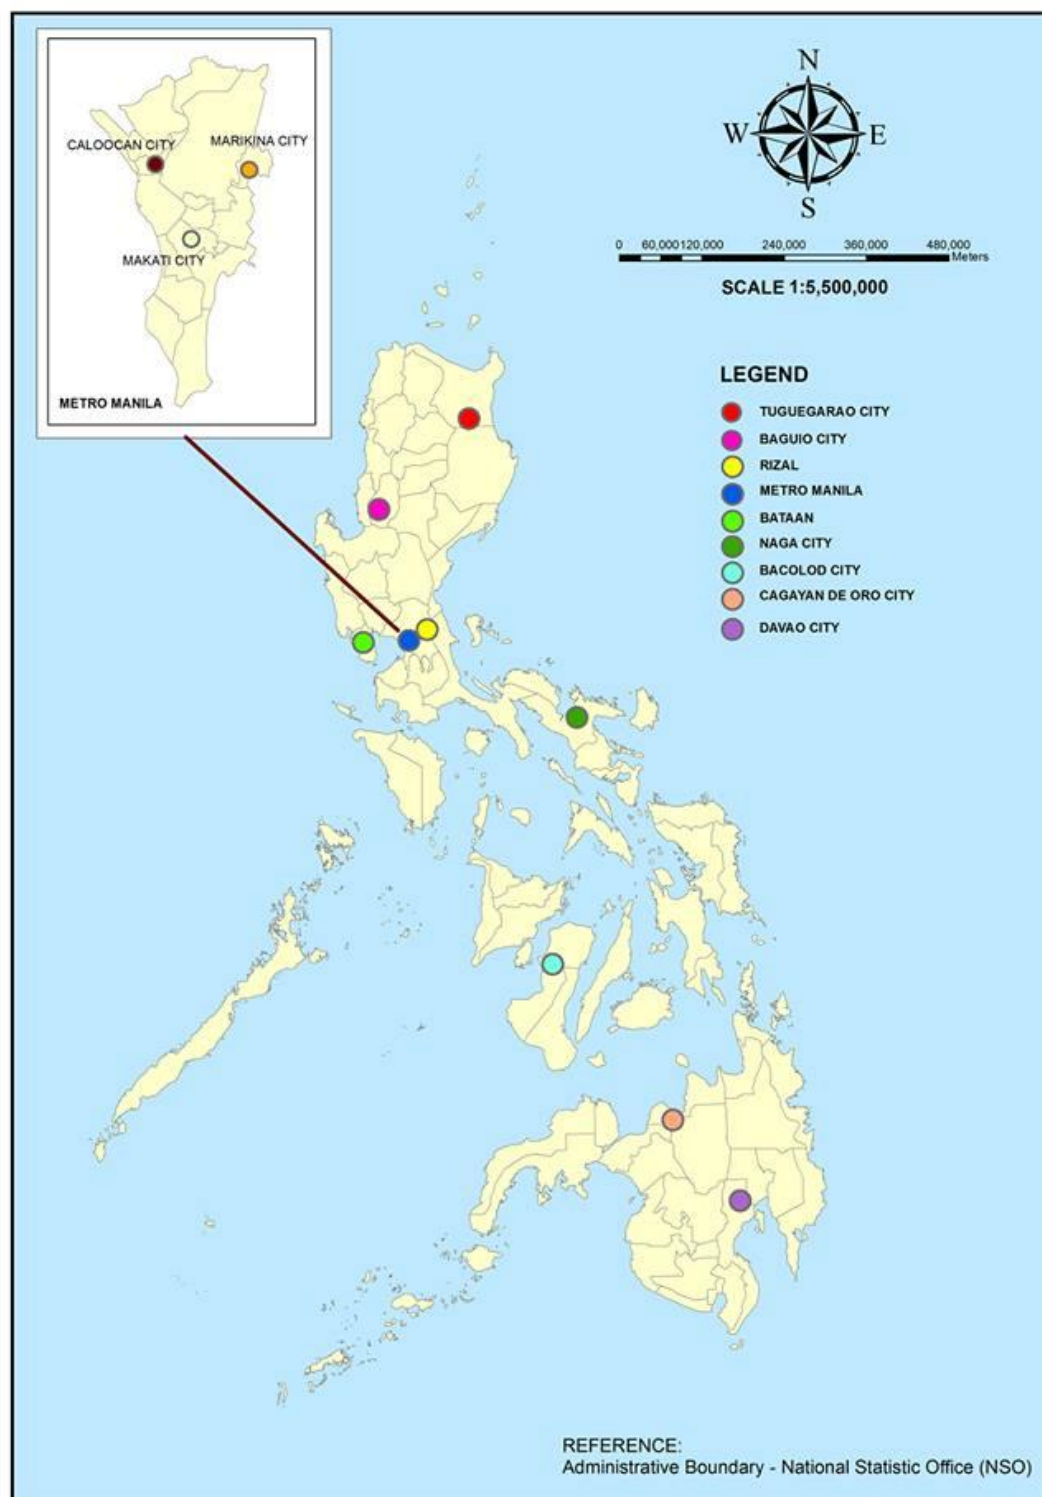 CALOOCAN CITY
MARIKINA CITY
MAKATI CITY
METRO MANILA
N
W E
S
0 60,000 120,000 240,000 360,000 480,000
Meters
SCALE 1:5,500,000
LEGEND
TUGUEGARAO CITY
BAGUIO CITY
RIZAL
METRO MANILA
BATAAN
NAGA CITY
BACOLOD CITY
CAGAYAN DE ORO CITY
DAVAO CITY
REFERENCE:
Administrative Boundary - National Statistic Office (NSO)